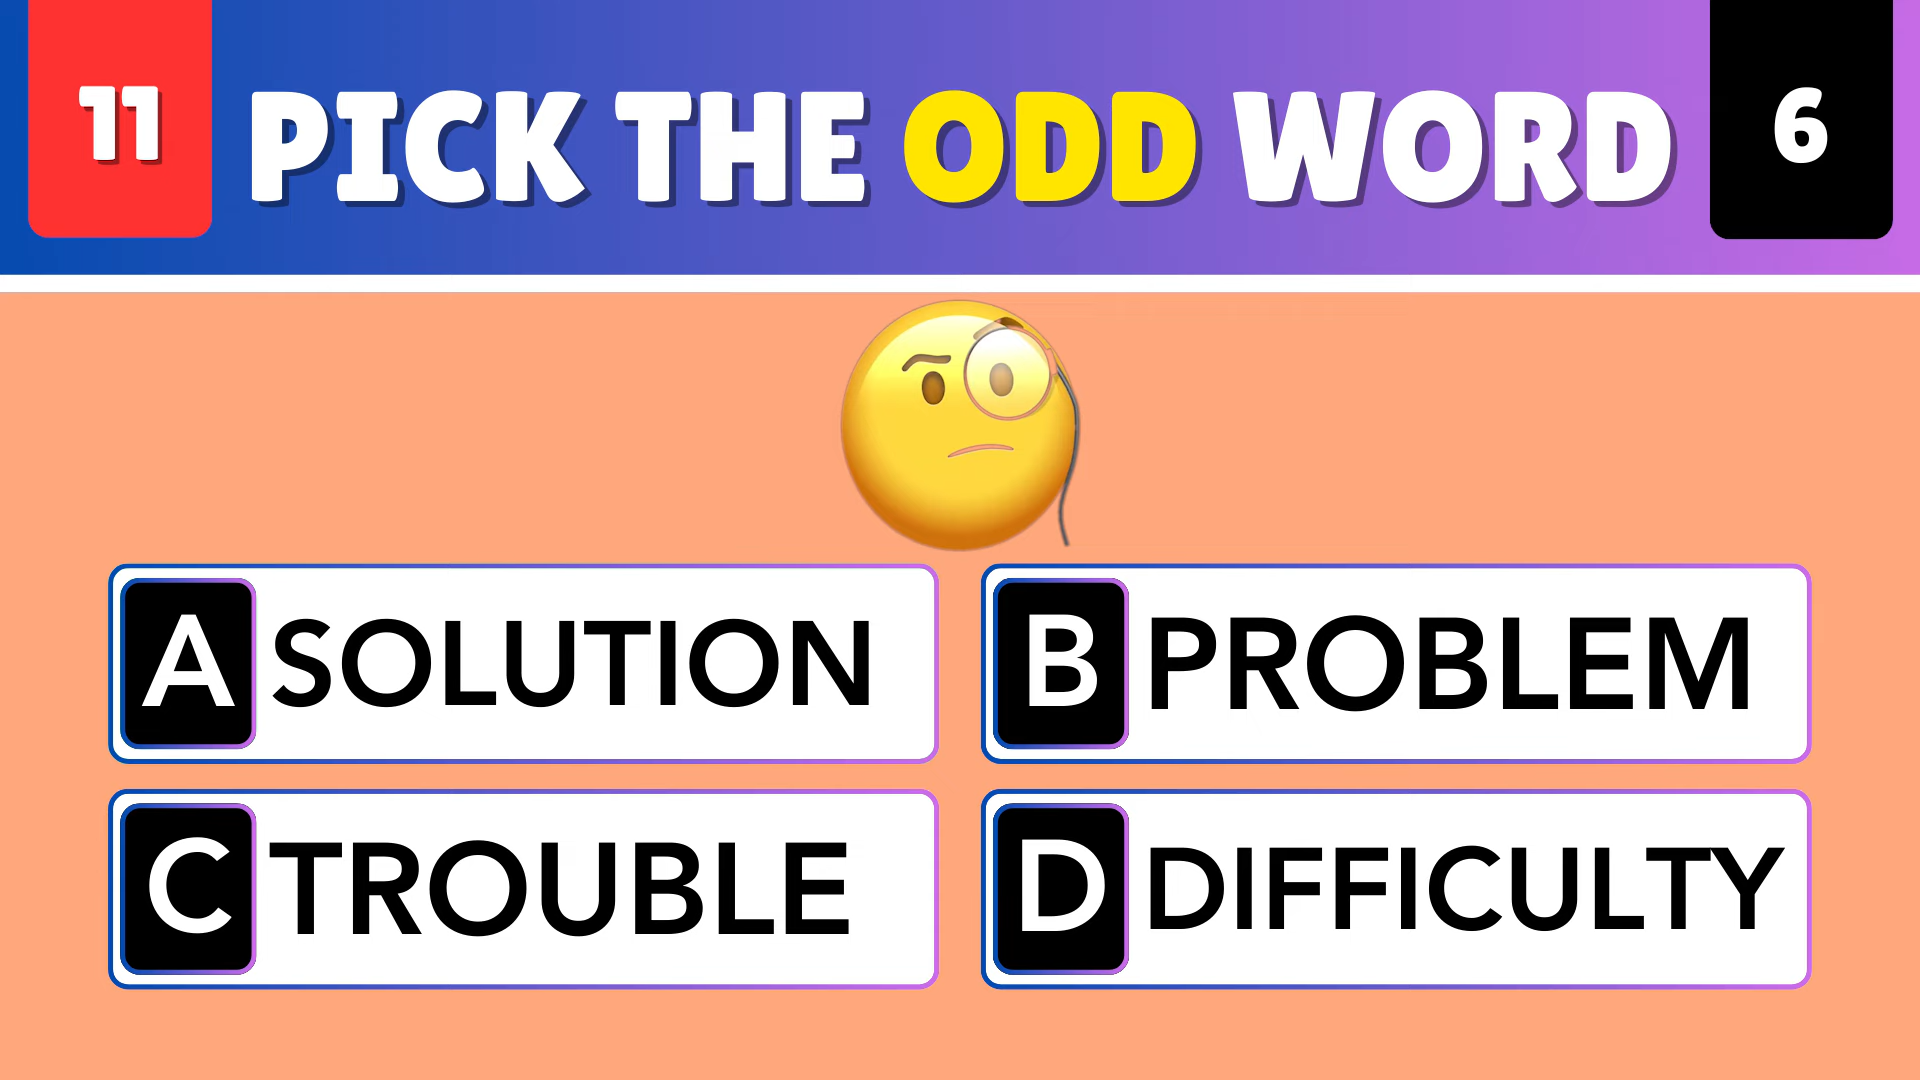 11
PICK THE ODD WORD
6
A SOLUTION
B PROBLEM
C TROUBLE
D DIFFICULTY